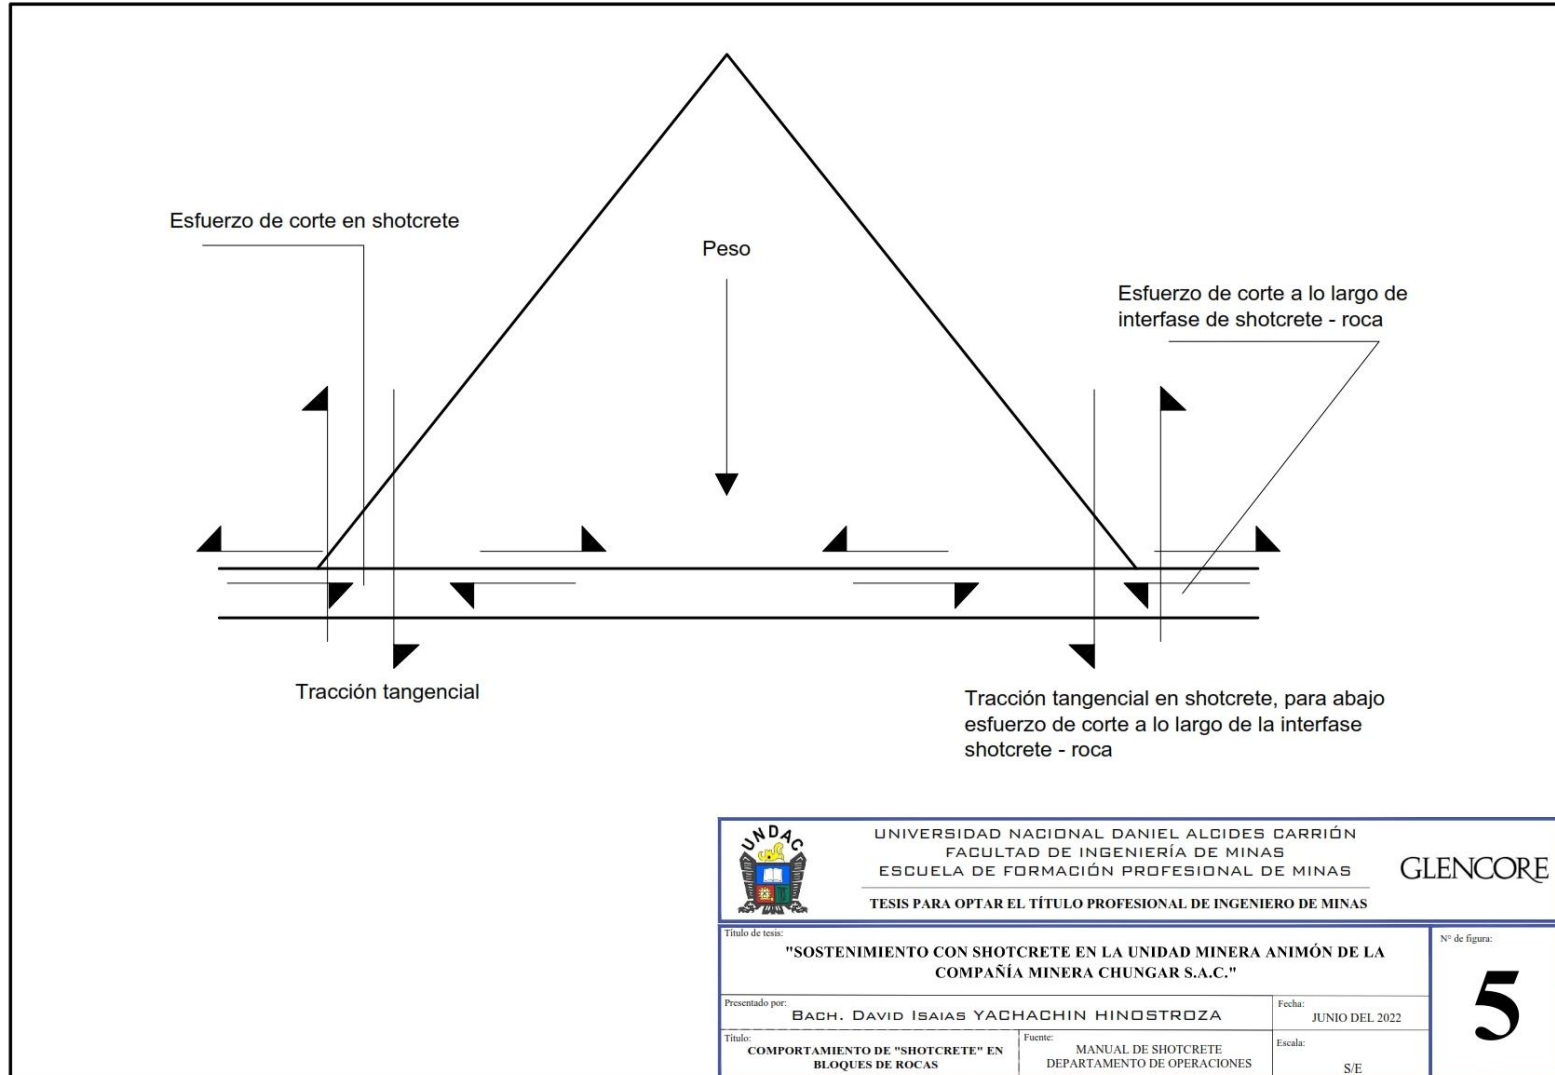 Esfuerzo de corte en shotcrete
Peso
Esfuerzo de corte a lo largo de
interfase de shotcrete - roca
Tracción tangencial
Tracción tangencial en shotcrete, para abajo
esfuerzo de corte a lo largo de la interfase
shotcrete - roca
UNDAC
UNIVERSIDAD NACIONAL DANIEL ALCIDES CARRIÓN
FACULTAD DE INGENIERÍA DE MINAS
ESCUELA DE FORMACIÓN PROFESIONAL DE MINAS
TESIS PARA OPTAR EL TÍTULO PROFESIONAL DE INGENIERO DE MINAS
GLENCORE
Título de tesis:
"SOSTENIMIENTO CON SHOTCRETE EN LA UNIDAD MINERA ANIMÓN DE LA
COMPAÑÍA MINERA CHUNGAR S.A.C."
N° de figura:
5
Presentado por:
BACH. DAVID ISAIAS YACHACHIN HINOSTROZA
Fecha:
JUNIO DEL 2022
Título:
COMPORTAMIENTO DE "SHOTCRETE" EN
BLOQUES DE ROCAS
Fuente:
MANUAL DE SHOTCRETE
DEPARTAMENTO DE OPERACIONES
Escala:
S/E